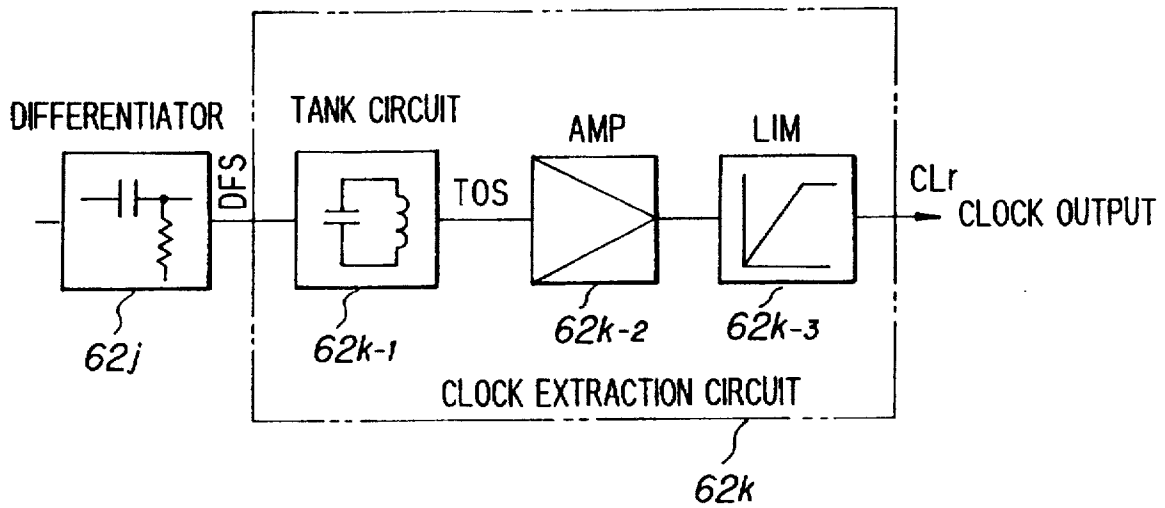 DIFFERENTIATOR
TANK CIRCUIT
AMP
LIM
DFS
TOS
CLr
CLOCK OUTPUT
62j
62k-1
62k-2
62k-3
CLOCK EXTRACTION CIRCUIT
62k